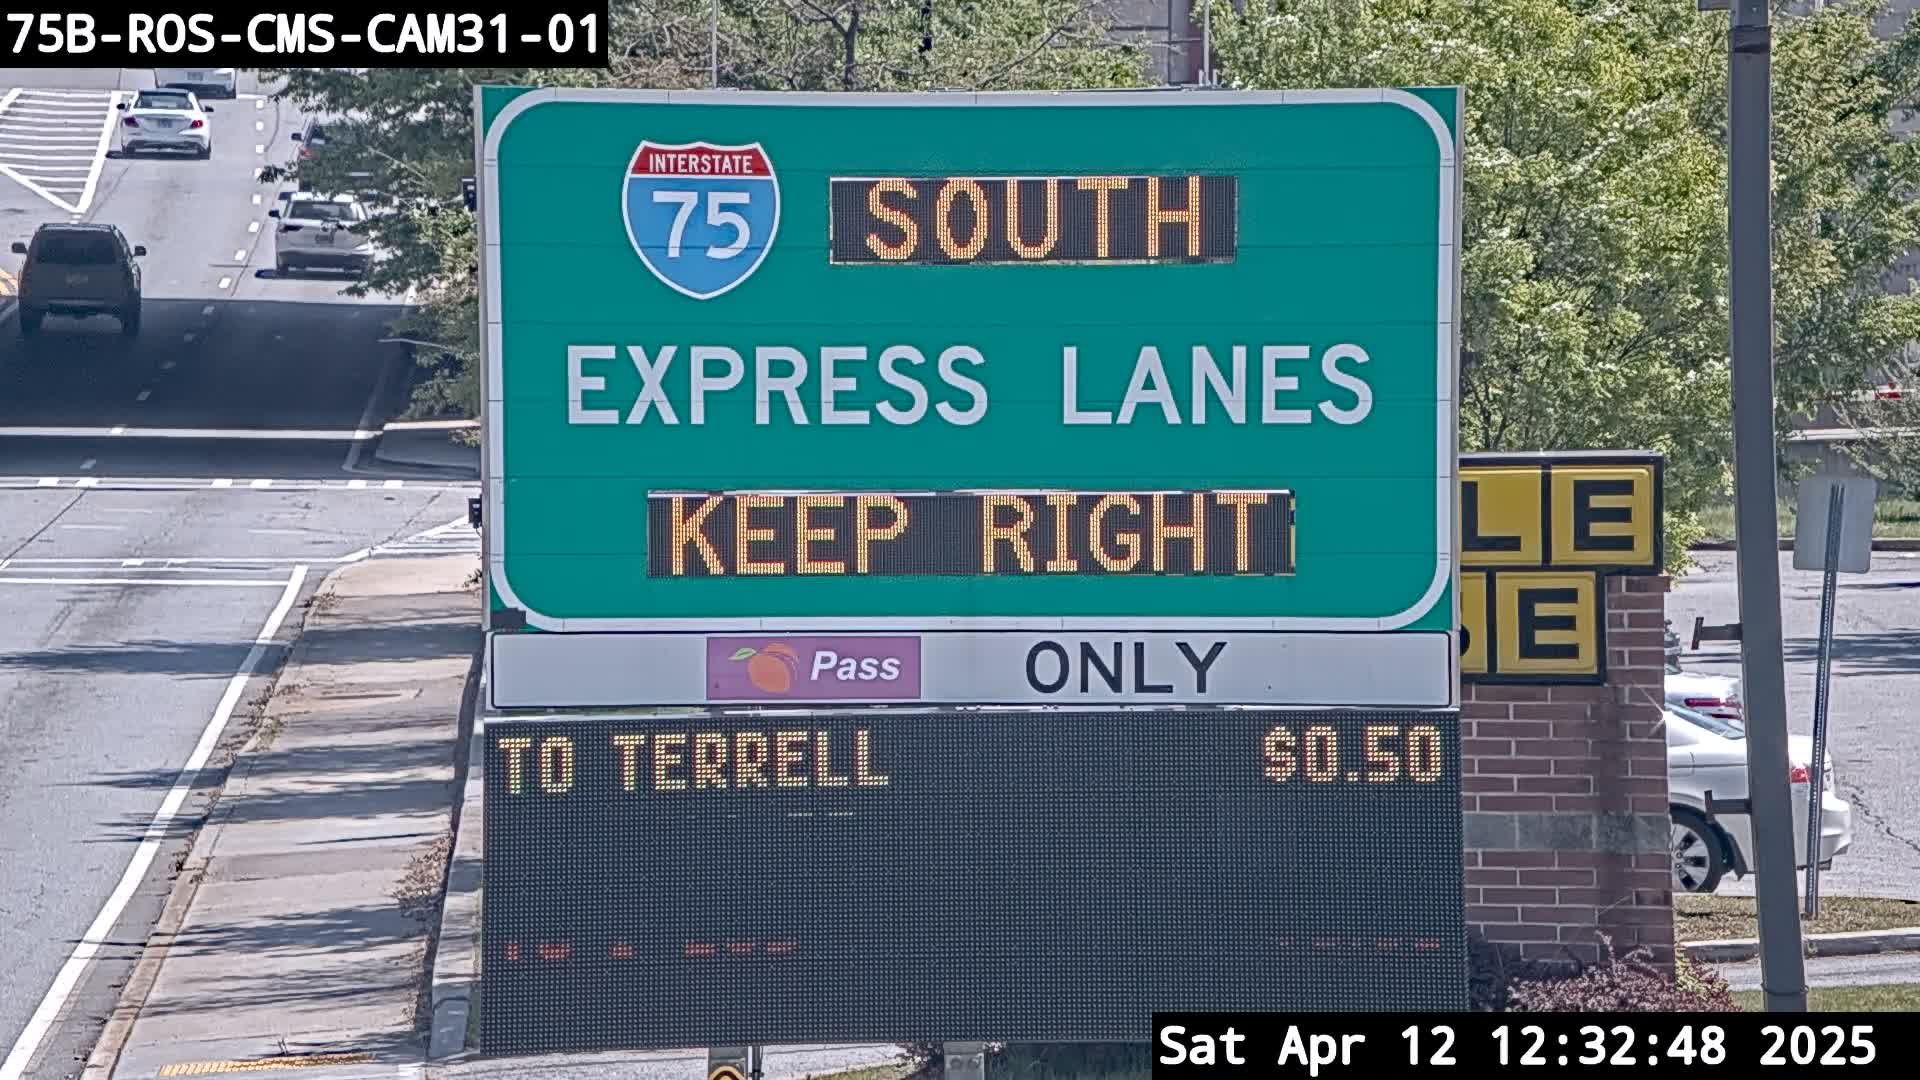 75B-ROS-CMS-CAM31-01
INTERSTATE
75
SOUTH
EXPRESS LANES
KEEP RIGHT
LE
E
Pass ONLY
TO TERRELL $0.50
Sat Apr 12 12:32:48 2025